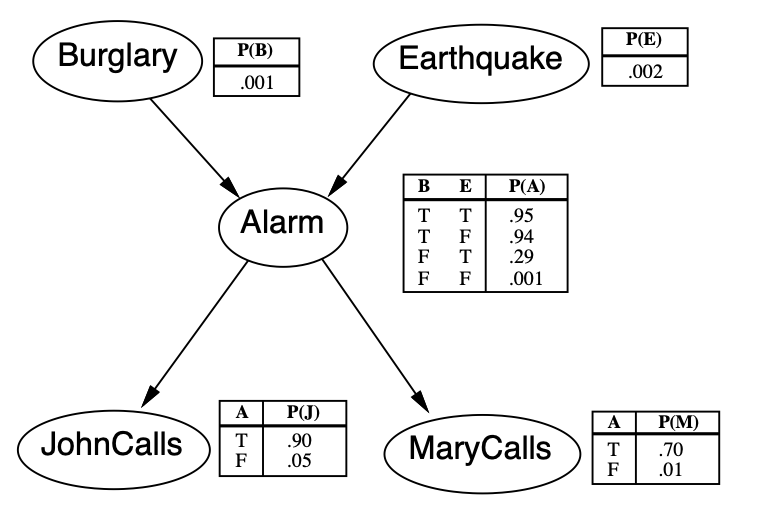 Burglary
P(B)
.001
Earthquake
P(E)
.002
Alarm
B E P(A)
T T .95
T F .94
F T .29
F F .001
JohnCalls
A P(J)
T .90
F .05
MaryCalls
A P(M)
T .70
F .01